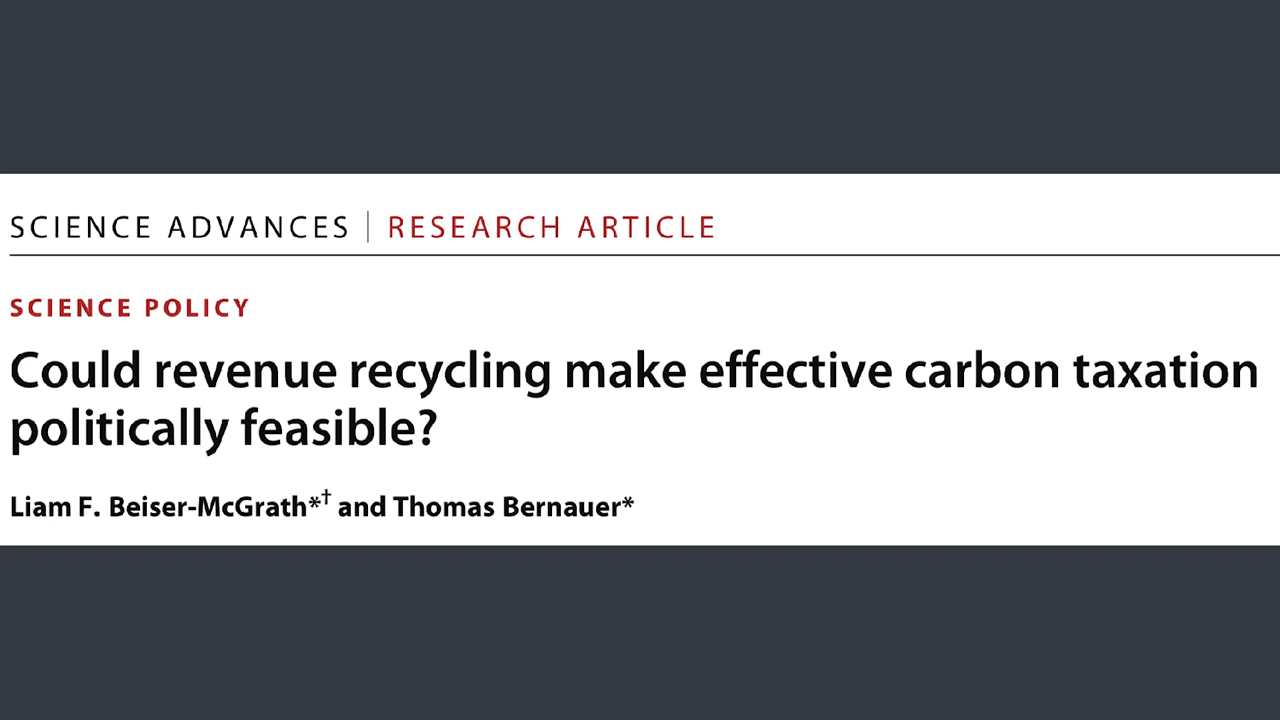 SCIENCE ADVANCES | RESEARCH ARTICLE
SCIENCE POLICY
Could revenue recycling make effective carbon taxation
politically feasible?
Liam F. Beiser-McGrath*† and Thomas Bernauer*